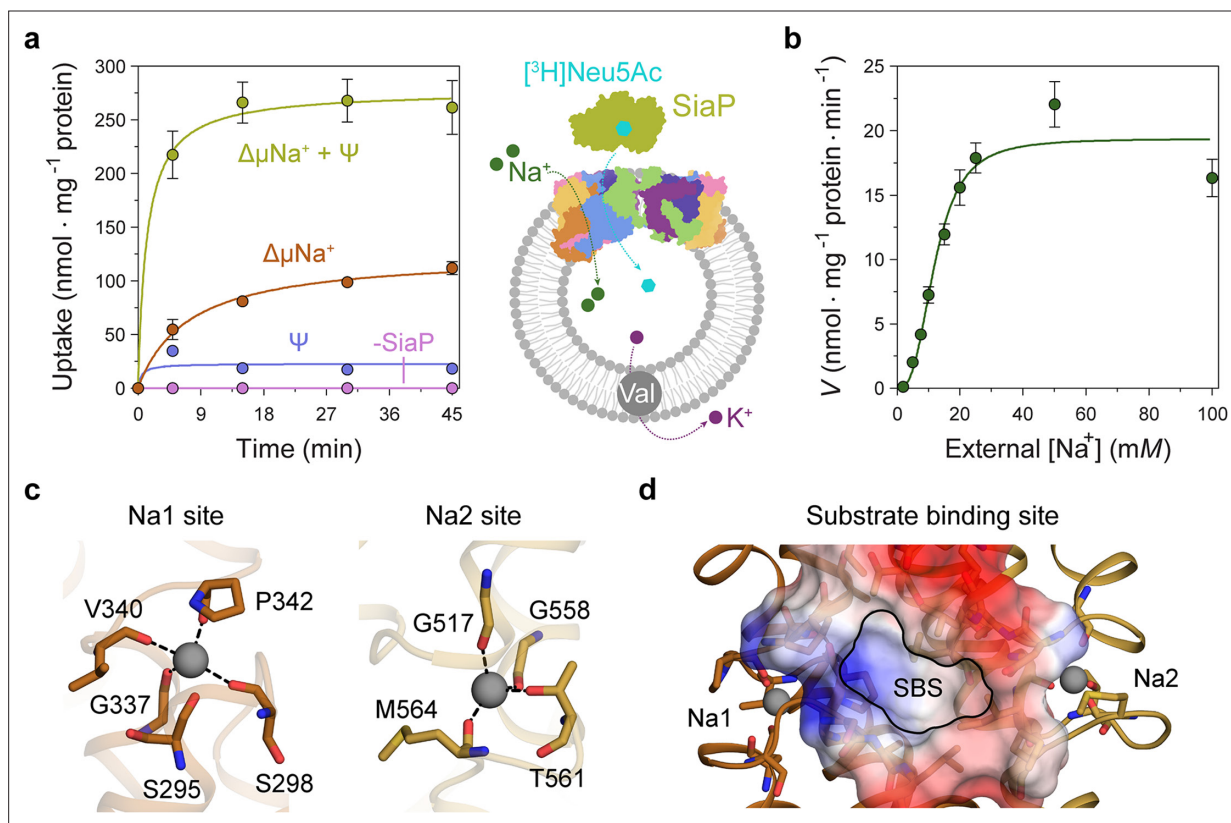 a
Uptake (nmol · mg⁻¹ protein)
300
250
200
150
100
50
0
0
9
18
27
36
45
Time (min)
ΔμNa⁺ + Ψ
ΔμNa⁺
Ψ
-SiaP
[³H]Neu5Ac
SiaP
Na⁺
Val
K⁺
b
V (nmol · mg⁻¹ protein · min⁻¹)
25
20
15
10
5
0
0
20
40
60
80
100
External [Na⁺] (mM)
c
Na1 site
V340
P342
G337
S295
S298
Na2 site
G517
G558
M564
T561
d
Substrate binding site
SBS
Na1
Na2